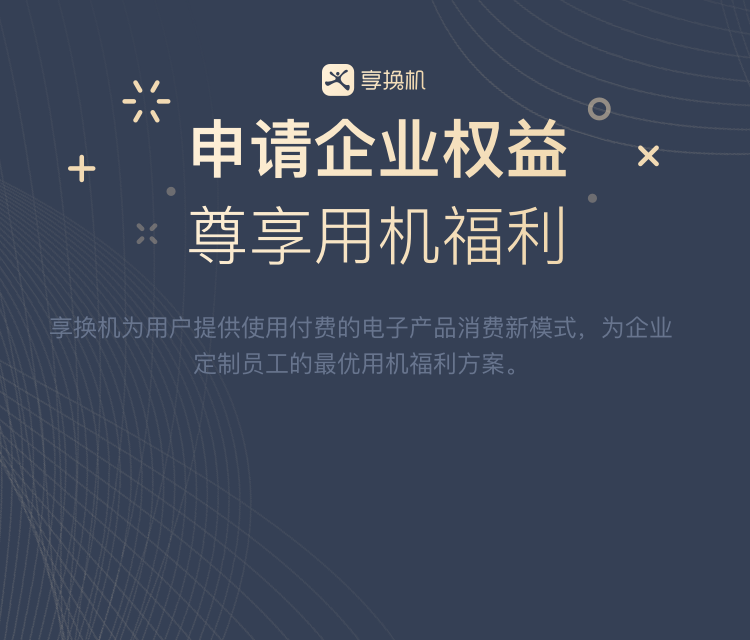 享换机
申请企业权益
尊享用机福利
享换机为用户提供使用付费的电子产品消费新模式，为企业
定制员工的最优用机福利方案。